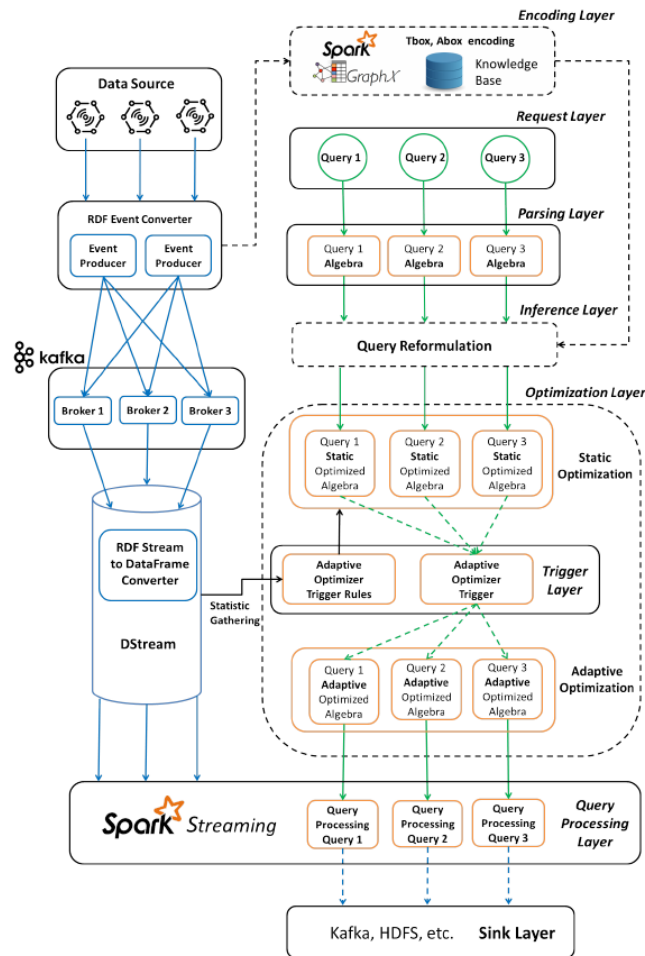 Encoding Layer
Spark
GraphX
Tbox, Abox encoding
Knowledge
Base
Data Source
Request Layer
Query 1
Query 2
Query 3
RDF Event Converter
Event
Producer
Event
Producer
Parsing Layer
Query 1
Algebra
Query 2
Algebra
Query 3
Algebra
Inference Layer
Query Reformulation
kafka
Broker 1
Broker 2
Broker 3
Optimization Layer
Query 1
Static
Optimized
Algebra
Query 2
Static
Optimized
Algebra
Query 3
Static
Optimized
Algebra
Static
Optimization
RDF Stream
to DataFrame
Converter
DStream
Statistic
Gathering
Adaptive
Optimizer
Trigger Rules
Adaptive
Optimizer
Trigger
Trigger
Layer
Query 1
Adaptive
Optimized
Algebra
Query 2
Adaptive
Optimized
Algebra
Query 3
Adaptive
Optimized
Algebra
Adaptive
Optimization
Spark Streaming
Query
Processing
Query 1
Query
Processing
Query 2
Query
Processing
Query 3
Query
Processing
Layer
Kafka, HDFS, etc. Sink Layer